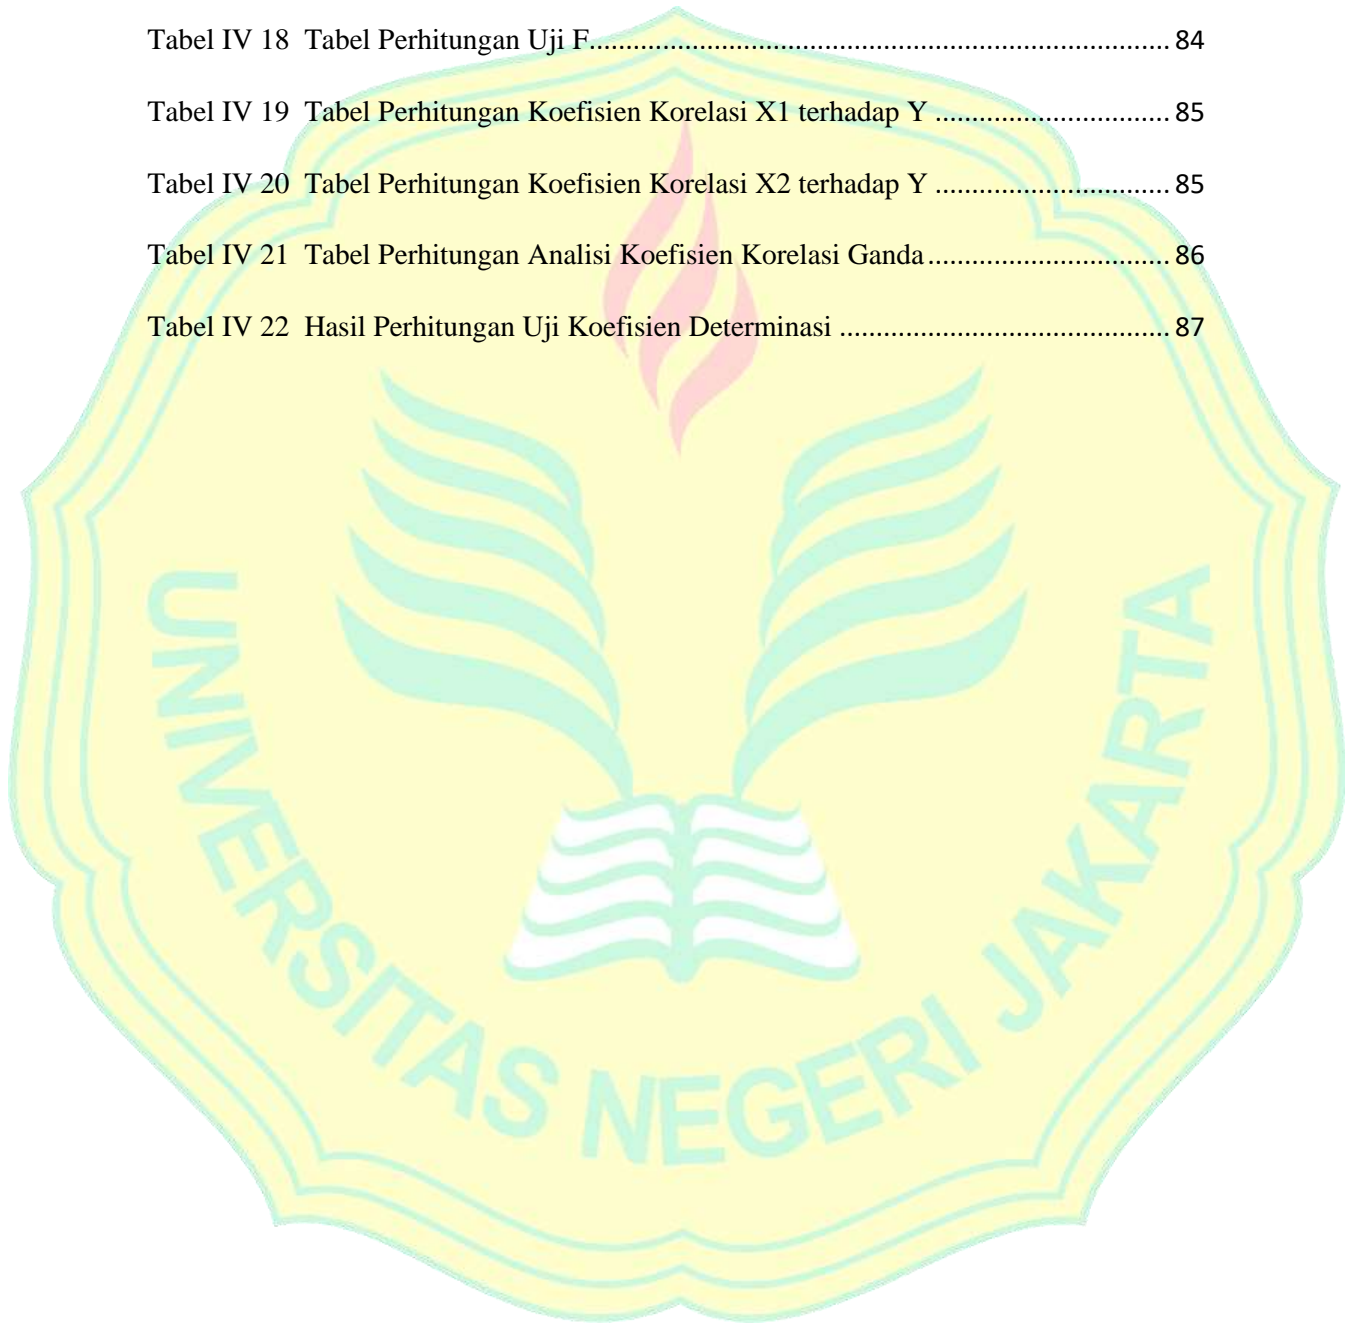 Tabel IV 18 Tabel Perhitungan Uji F................................................................................ 84
Tabel IV 19 Tabel Perhitungan Koefisien Korelasi X1 terhadap Y ................................ 85
Tabel IV 20 Tabel Perhitungan Koefisien Korelasi X2 terhadap Y ................................ 85
Tabel IV 21 Tabel Perhitungan Analisi Koefisien Korelasi Ganda................................. 86
Tabel IV 22 Hasil Perhitungan Uji Koefisien Determinasi ............................................. 87
UNIVERSITAS NEGERI JAKARTA